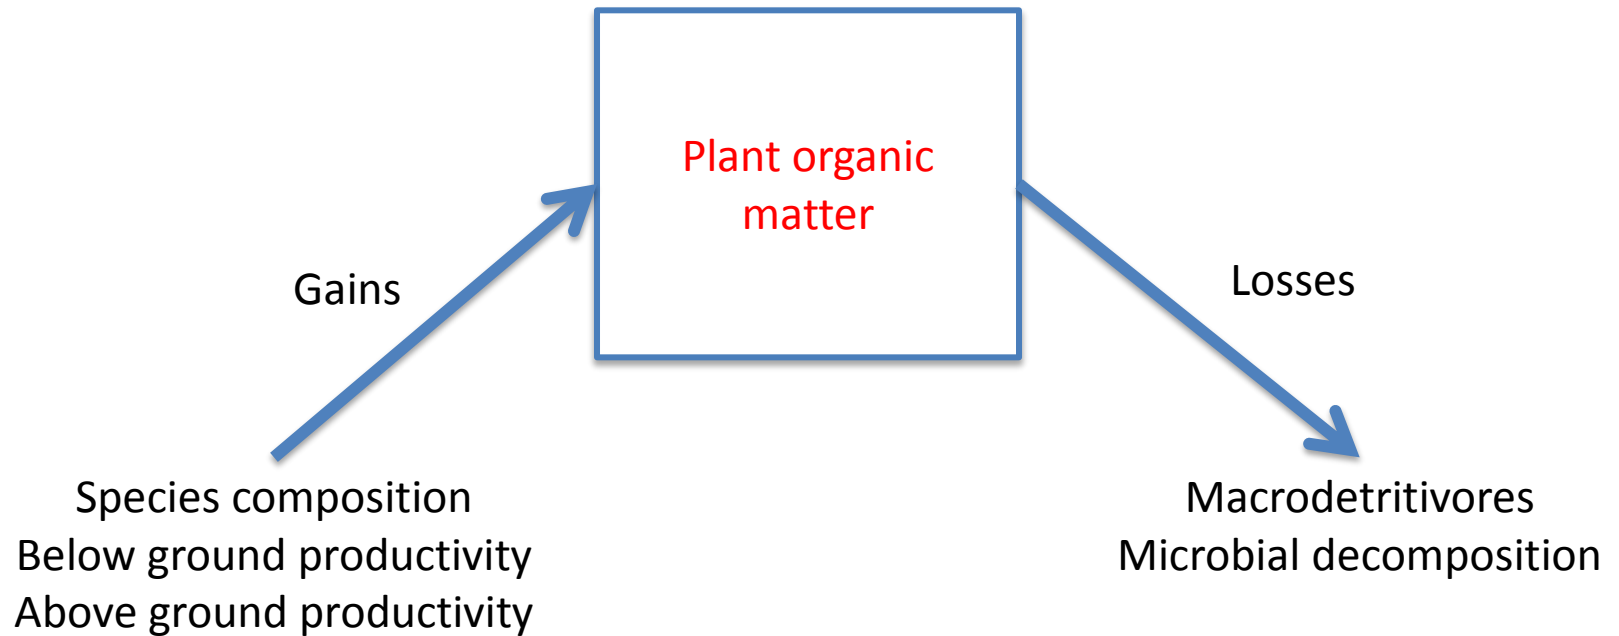 Plant organic
matter
Gains
Losses
Species composition
Below ground productivity
Above ground productivity
Macrodetritivores
Microbial decomposition